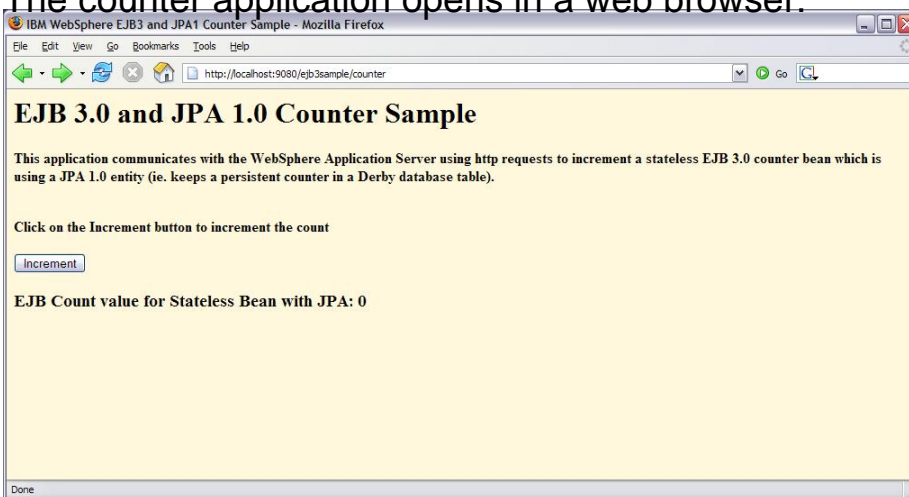 The counter application opens in a web browser.
IBM WebSphere EJB3 and JPA1 Counter Sample - Mozilla Firefox
File Edit View Go Bookmarks Tools Help
http://localhost:9080/ejb3sample/counter Go G
EJB 3.0 and JPA 1.0 Counter Sample
This application communicates with the WebSphere Application Server using http requests to increment a stateless EJB 3.0 counter bean which is
using a JPA 1.0 entity (ie. keeps a persistent counter in a Derby database table).
Click on the Increment button to increment the count
Increment
EJB Count value for Stateless Bean with JPA: 0
Done